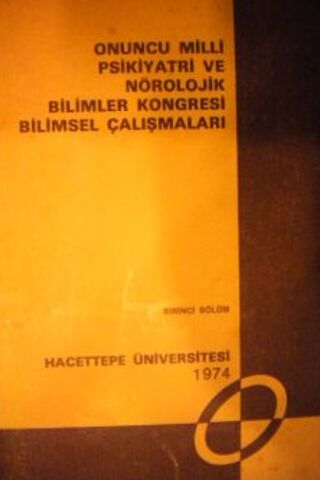 ONUNCU MİLLİ
PSİKİYATRİ VE
NÖROLOJİK
BİLİMLER KONGRESİ
BİLİMSEL ÇALIŞMALARI
BİRİNCİ BÖLÜM
HACETTEPE ÜNİVERSİTESİ
1974